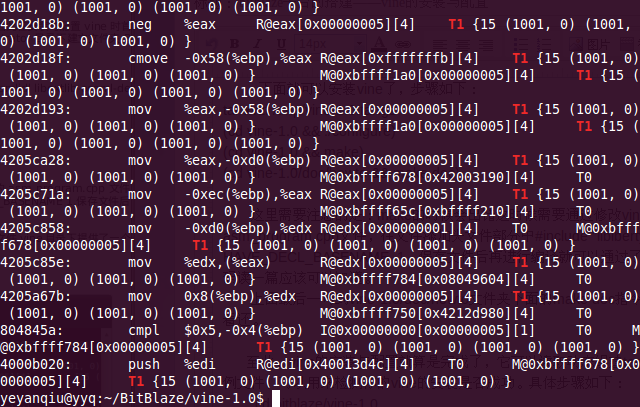 1001, 0) (1001, 0) (1001, 0) (1001, 0) }
4202d18b:       neg    %eax     R@eax[0x00000005][4]    T1 {15 (1001, 0) (1001, 
0) (1001, 0) (1001, 0) }
4202d18f:       cmove  -0x58(%ebp),%eax R@eax[0xfffffffb][4]    T1 {15 (1001, 0)
 (1001, 0) (1001, 0) (1001, 0) }        M@0xbffff1a0[0x00000005][4]     T1 {15 (
1001, 0) (1001, 0) (1001, 0) (1001, 0) }
4202d193:       mov    %eax,-0x58(%ebp) R@eax[0x00000005][4]    T1 {15 (1001, 0)
 (1001, 0) (1001, 0) (1001, 0) }        M@0xbffff1a0[0x00000005][4]     T1 {15 (
1001, 0) (1001, 0) (1001, 0) (1001, 0) }
4205ca28:       mov    %eax,-0xd0(%ebp) R@eax[0x00000005][4]    T1 {15 (1001, 0)
 (1001, 0) (1001, 0) (1001, 0) }        M@0xbffff678[0x42003190][4]     T0
4205c71a:       mov    -0xec(%ebp),%eax R@eax[0x00000005][4]    T1 {15 (1001, 0)
 (1001, 0) (1001, 0) (1001, 0) }        M@0xbffff65c[0xbffff210][4]     T0
4205c858:       mov    -0xd0(%ebp),%edx R@edx[0x00000001][4]    T0      M@0xbfff
f678[0x00000005][4]     T1 {15 (1001, 0) (1001, 0) (1001, 0) (1001, 0) }
4205c85e:       mov    %edx,(%eax)      R@edx[0x00000005][4]    T1 {15 (1001, 0)
 (1001, 0) (1001, 0) (1001, 0) }        M@0xbffff784[0x08049604][4]     T0
4205a67b:       mov    0x8(%ebp),%edx   R@edx[0x00000005][4]    T1 {15 (1001, 0)
 (1001, 0) (1001, 0) (1001, 0) }        M@0xbffff750[0x4212d980][4]     T0
804845a:        cmpl   $0x5,-0x4(%ebp)  I@0x00000000[0x00000005][1]     T0      M
@0xbffff784[0x00000005][4]      T1 {15 (1001, 0) (1001, 0) (1001, 0) (1001, 0) }
4000b020:       push   %edi     R@edi[0x40013d4c][4]    T0      M@0xbffff678[0x0
0000005][4]     T1 {15 (1001, 0) (1001, 0) (1001, 0) (1001, 0) }
yeyanqiu@yyq:~/BitBlaze/vine-1.0$